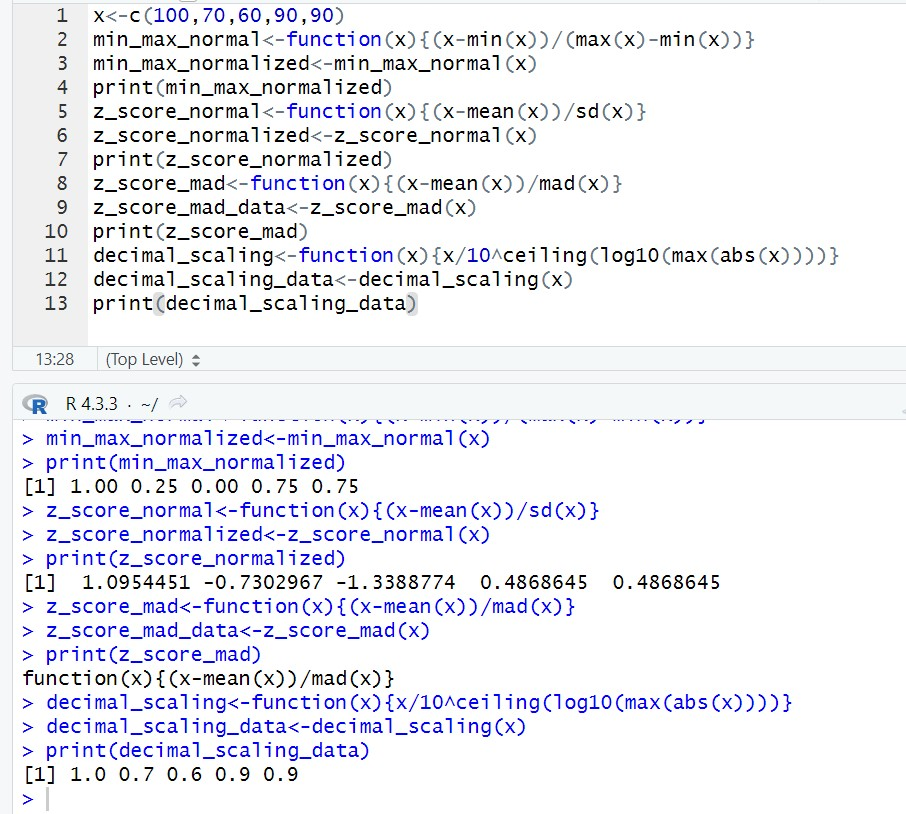 1 x<-c(100,70,60,90,90)
2 min_max_normal<-function(x){(x-min(x))/(max(x)-min(x))}
3 min_max_normalized<-min_max_normal(x)
4 print(min_max_normalized)
5 z_score_normal<-function(x){(x-mean(x))/sd(x)}
6 z_score_normalized<-z_score_normal(x)
7 print(z_score_normalized)
8 z_score_mad<-function(x){(x-mean(x))/mad(x)}
9 z_score_mad_data<-z_score_mad(x)
10 print(z_score_mad)
11 decimal_scaling<-function(x){x/10^ceiling(log10(max(abs(x))))}
12 decimal_scaling_data<-decimal_scaling(x)
13 print(decimal_scaling_data)
13:28 (Top Level)
R R 4.3.3 · ~/
> min_max_normalized<-min_max_normal(x)
> print(min_max_normalized)
[1] 1.00 0.25 0.00 0.75 0.75
> z_score_normal<-function(x){(x-mean(x))/sd(x)}
> z_score_normalized<-z_score_normal(x)
> print(z_score_normalized)
[1]  1.0954451 -0.7302967 -1.3388774  0.4868645  0.4868645
> z_score_mad<-function(x){(x-mean(x))/mad(x)}
> z_score_mad_data<-z_score_mad(x)
> print(z_score_mad)
function(x){(x-mean(x))/mad(x)}
> decimal_scaling<-function(x){x/10^ceiling(log10(max(abs(x))))}
> decimal_scaling_data<-decimal_scaling(x)
> print(decimal_scaling_data)
[1] 1.0 0.7 0.6 0.9 0.9
>